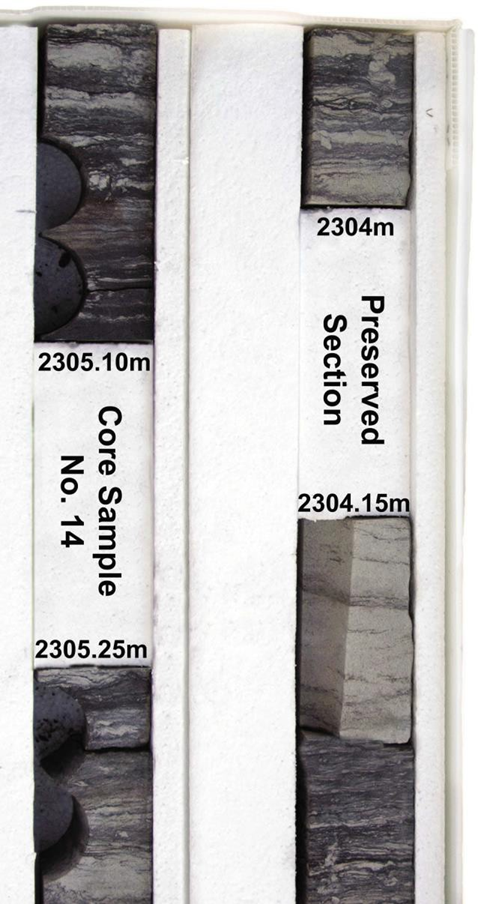 2305.10m
Core Sample
No. 14
2305.25m
2304m
Preserved
Section
2304.15m